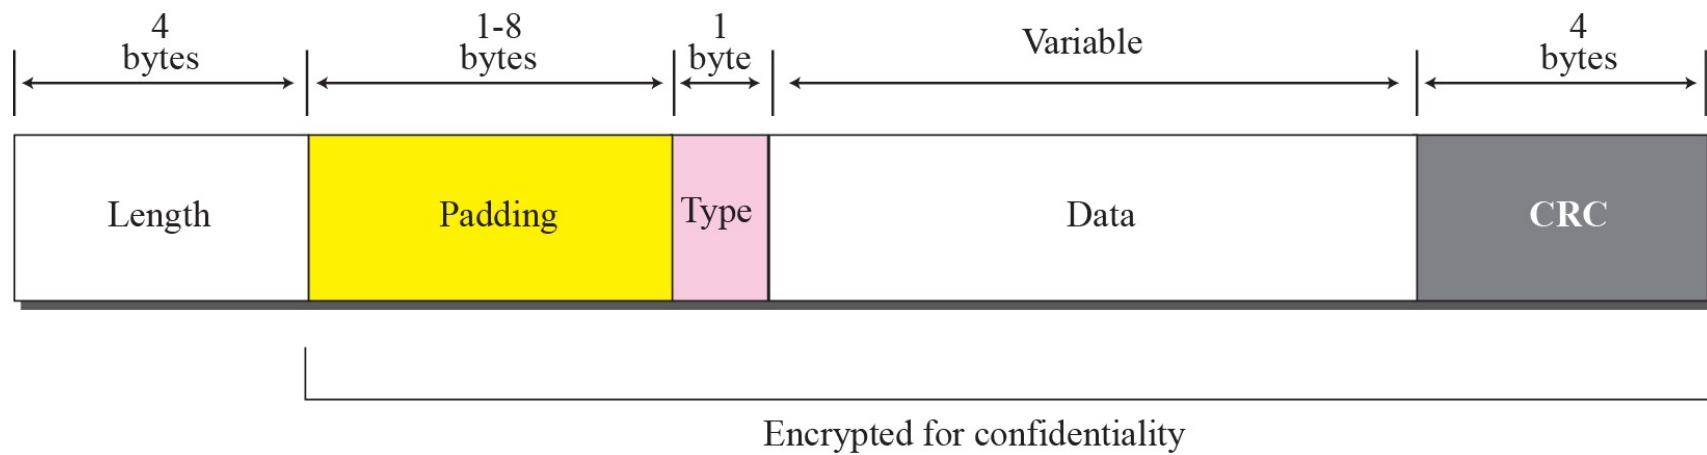 4
bytes
1-8
bytes
1
byte
Variable
4
bytes
Length
Padding
Type
Data
CRC
Encrypted for confidentiality